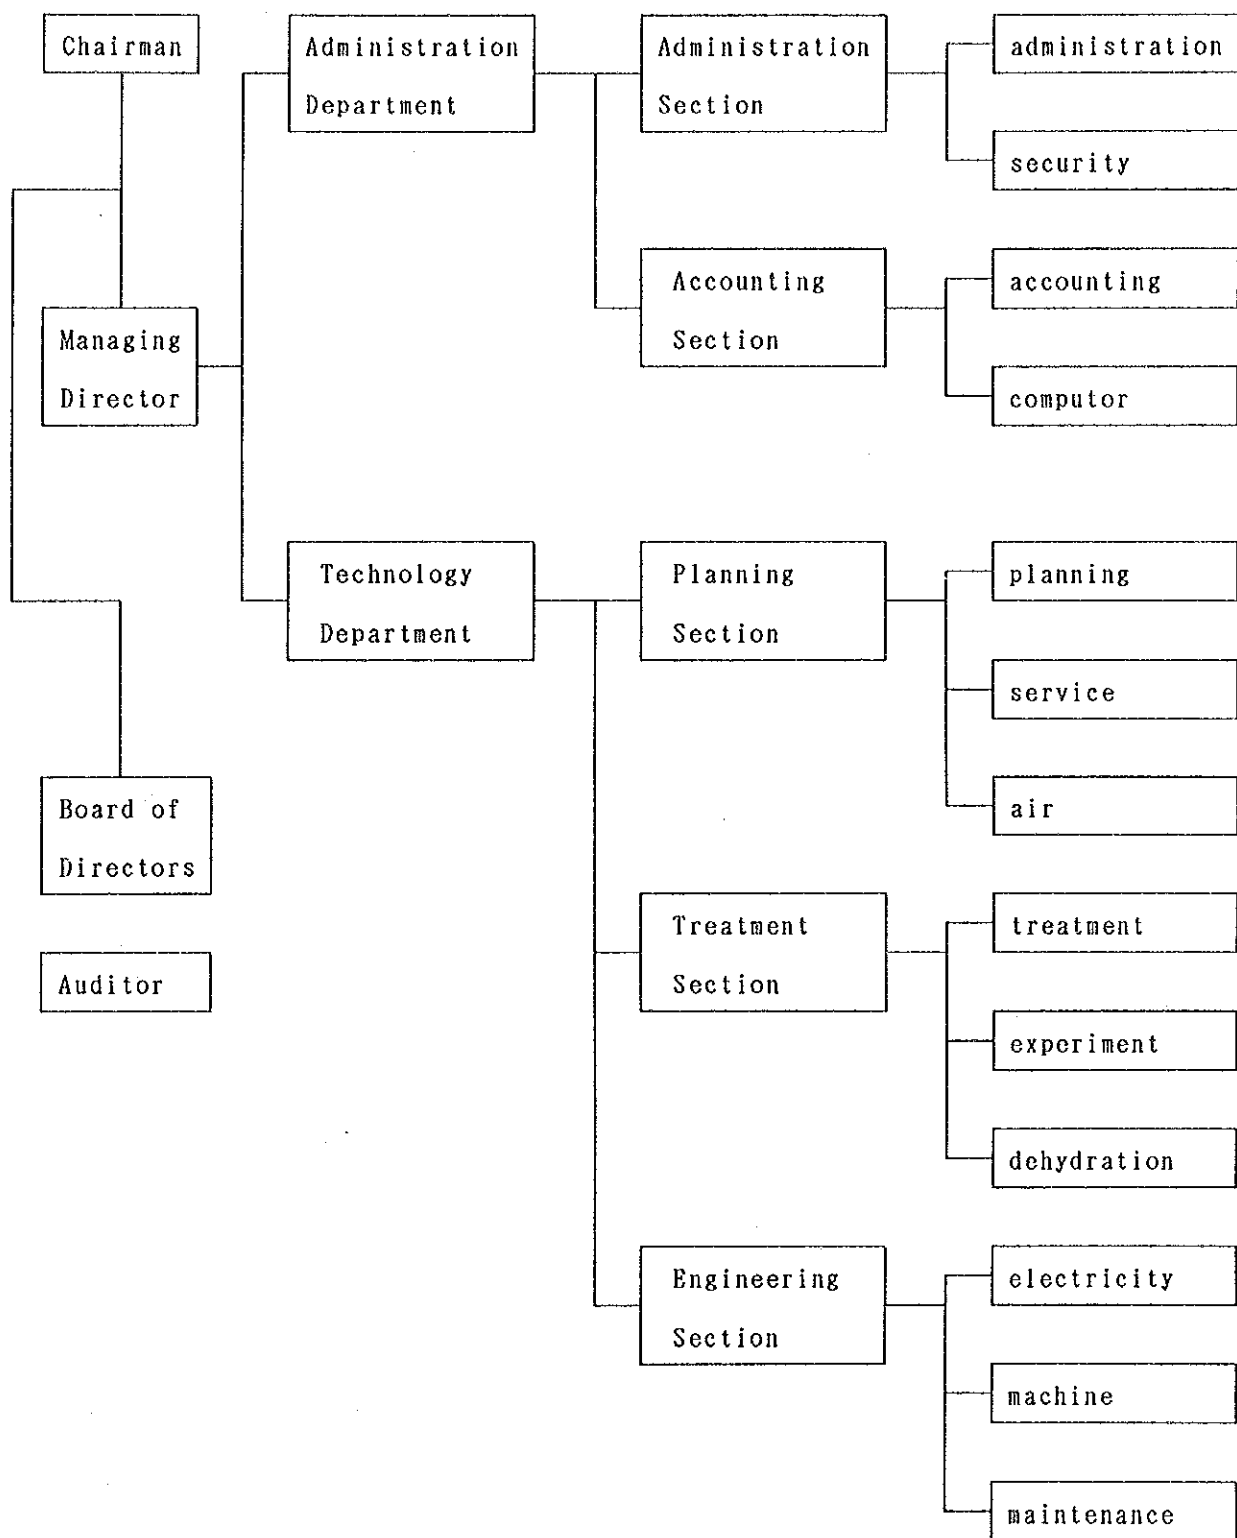 Chairman
Administration
Department
Administration
Section
administration
security
Accounting
Section
accounting
computor
Managing
Director
Technology
Department
Planning
Section
planning
service
air
Board of
Directors
Treatment
Section
treatment
experiment
dehydration
Auditor
Engineering
Section
electricity
machine
maintenance